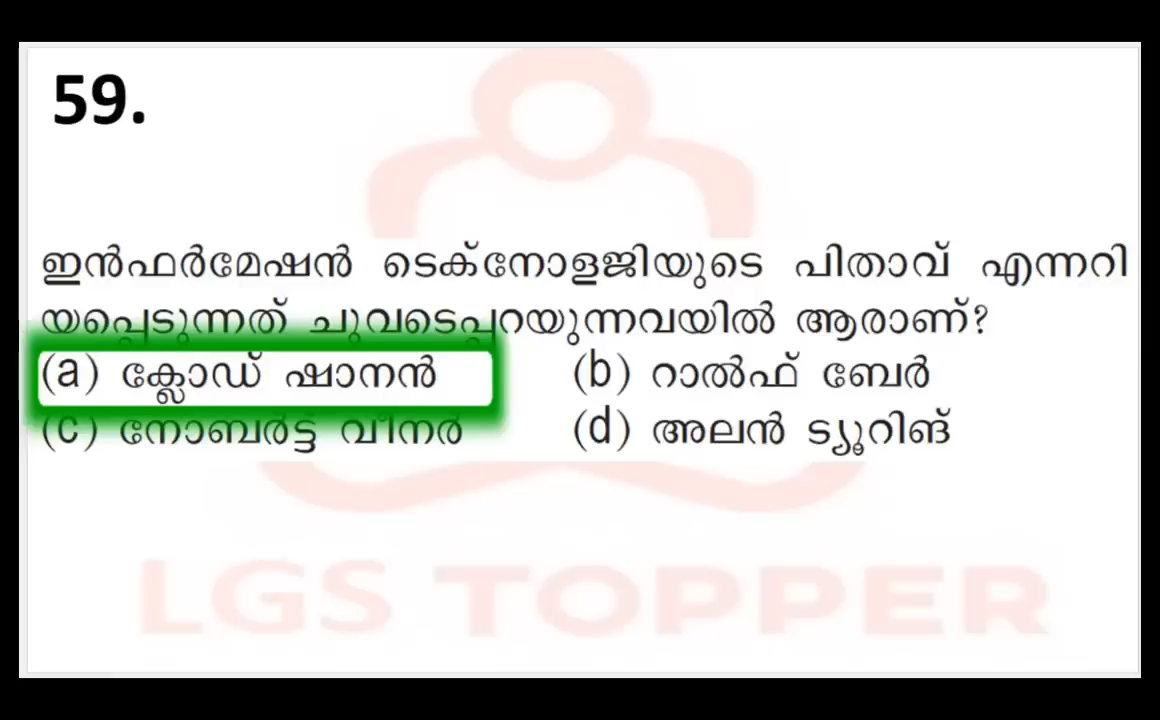 59.
ഇൻഫർമേഷൻ ടെക്നോളജിയുടെ പിതാവ് എന്നറി
യപ്പെടുന്നത് ചുവടെപ്പറയുന്നവയിൽ ആരാണ്?
(a) ക്ലോഡ് ഷാനൻ (b) റാൽഫ് ബേർ
(c) നോബർട്ട് വീനർ (d) അലൻ ട്യൂറിങ്
LGS TOPPER